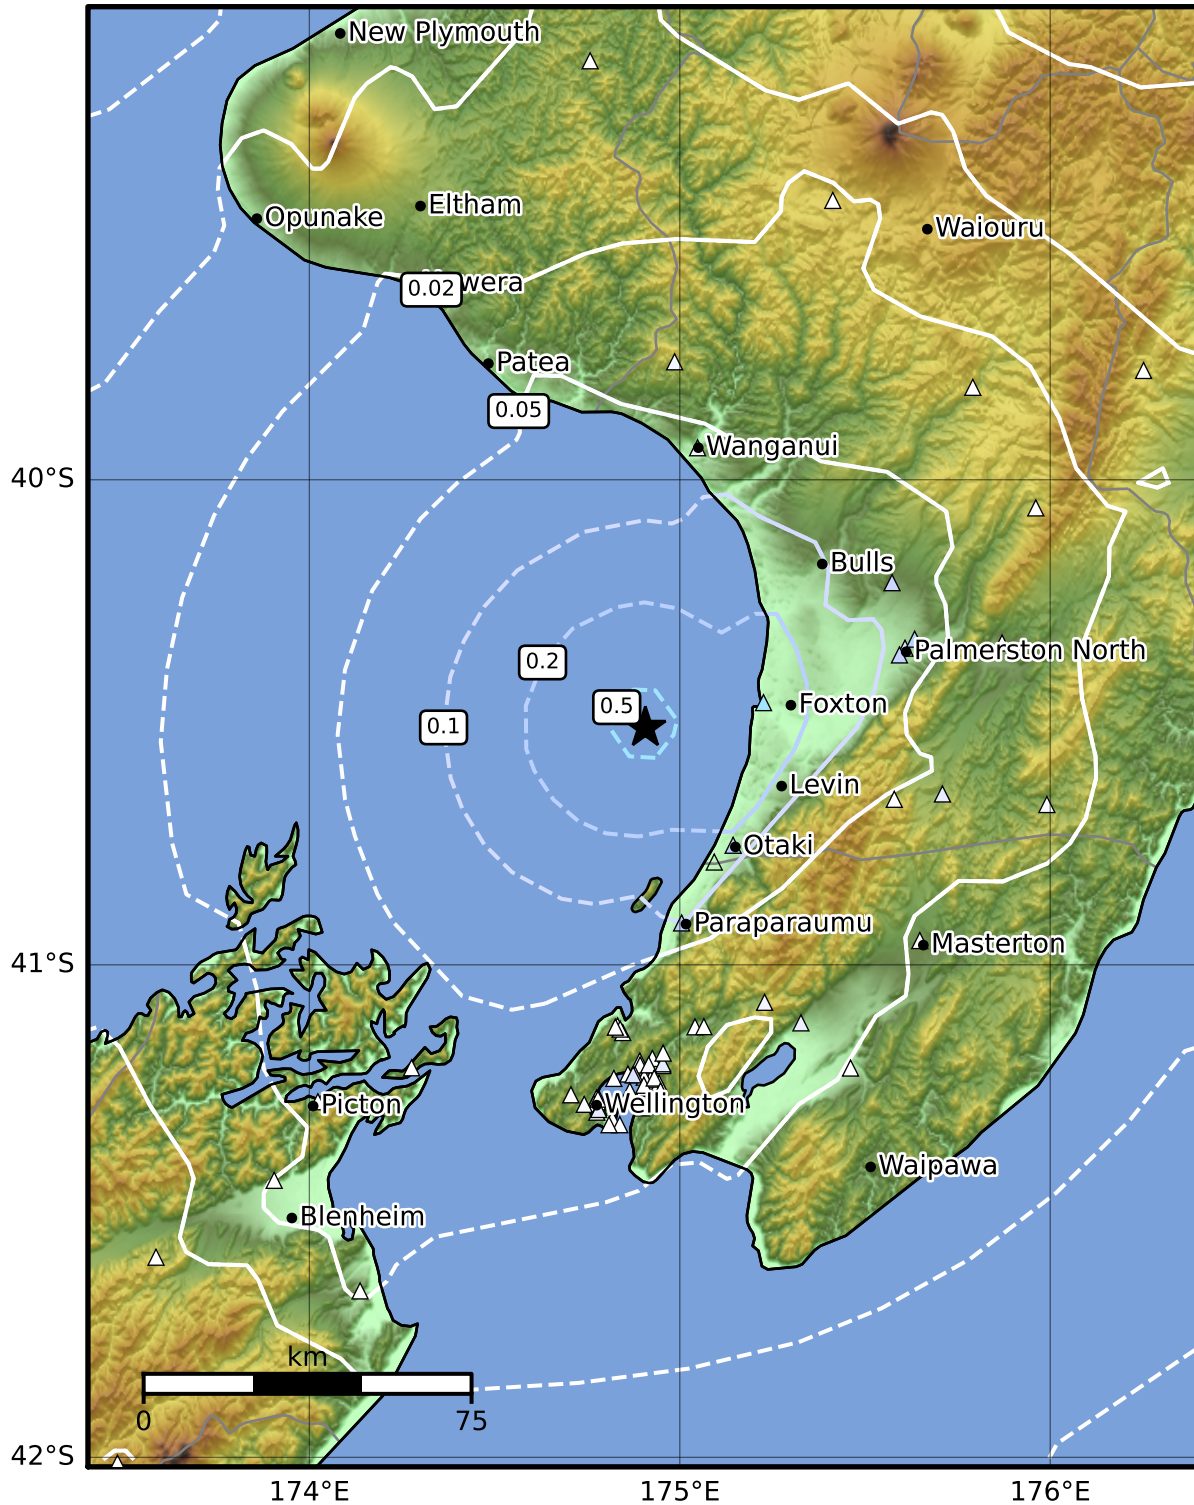 New Plymouth
Eltham
Opunake
Waiouru
wera
0.02
Patea
0.05
Wanganui
40°S
Bulls
Palmerston North
0.2
0.5
Foxton
0.1
Levin
Otaki
Paraparaumu
Masterton
41°S
Picton
Wellington
Waipawa
Blenheim
km
0
75
42°S
174°E
175°E
176°E